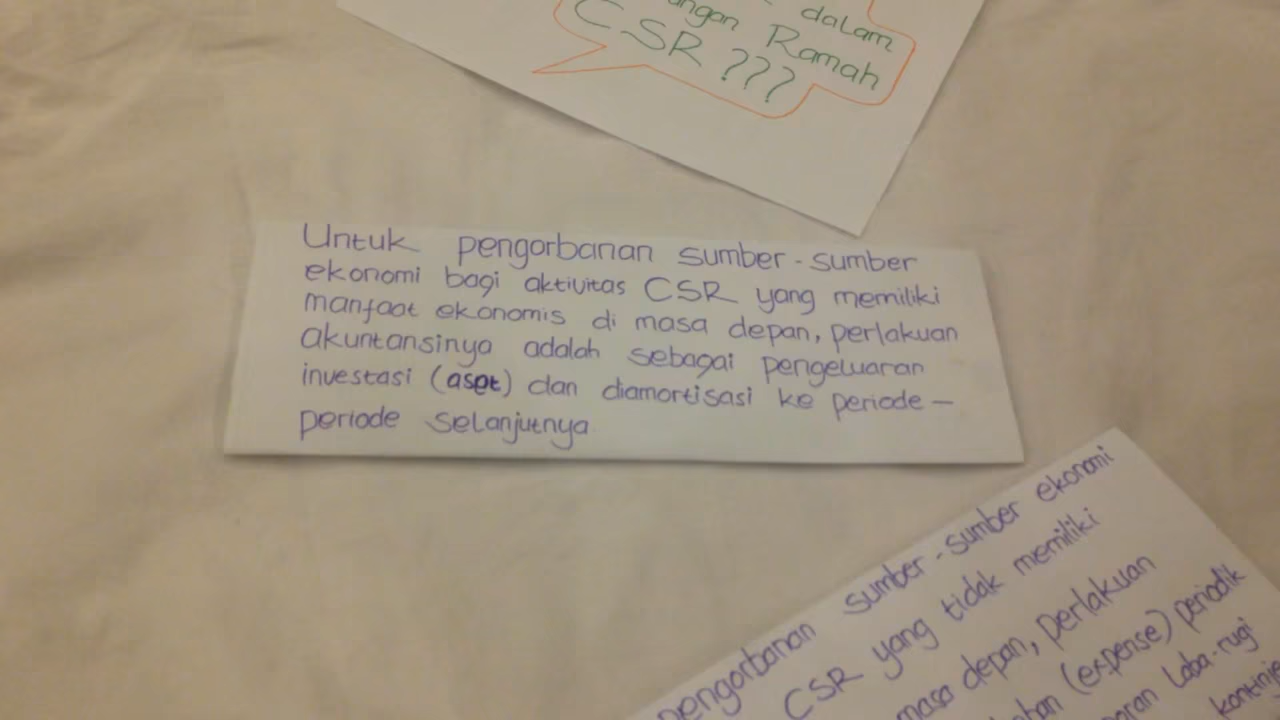 dalam
Ramah
CSR ???
Untuk pengorbanan sumber-sumber
ekonomi bagi aktivitas CSR yang memiliki
manfaat ekonomis di masa depan, perlakuan
akuntansinya adalah sebagai pengeluaran
investasi (aset) dan diamortisasi ke periode-
periode selanjutnya
pengorbanan sumber-sumber ekonomi
CSR yang tidak memiliki
masa depan, perlakuan
(expense) periodik
laba-rugi